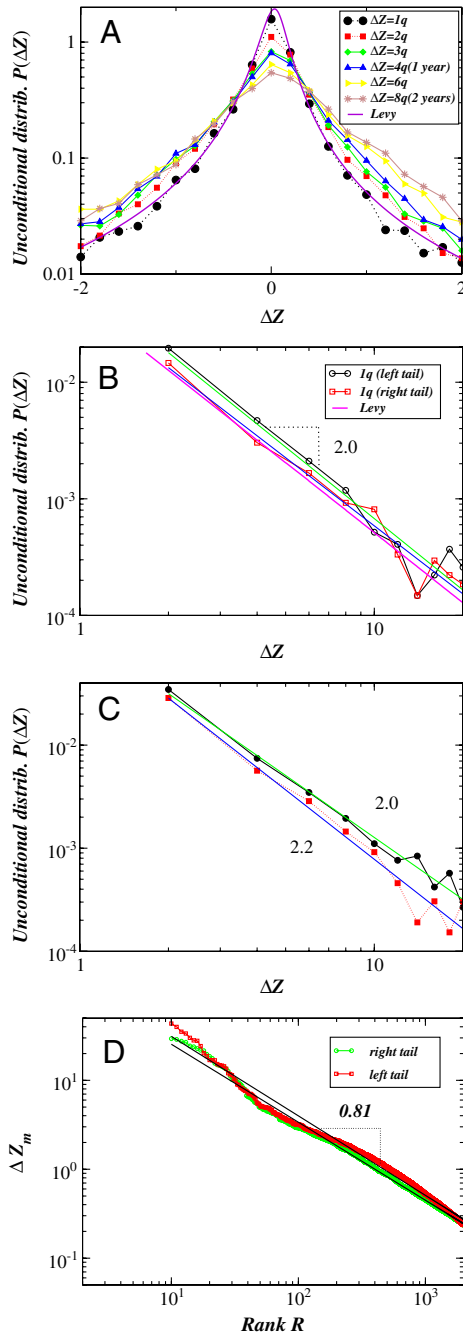 A
Unconditional distrib. P(ΔZ)
1
0.1
0.01
-2
0
2
ΔZ
ΔZ=1q
ΔZ=2q
ΔZ=3q
ΔZ=4q(1 year)
ΔZ=6q
ΔZ=8q(2 years)
Levy
B
Unconditional distrib. P(ΔZ)
10^-2
10^-3
10^-4
1
10
ΔZ
1q (left tail)
1q (right tail)
Levy
2.0
C
Unconditional distrib. P(ΔZ)
10^-2
10^-3
10^-4
1
10
ΔZ
2.0
2.2
D
Δ Z_m
10^1
10^0
10^-1
10^1
10^2
10^3
Rank R
right tail
left tail
0.81